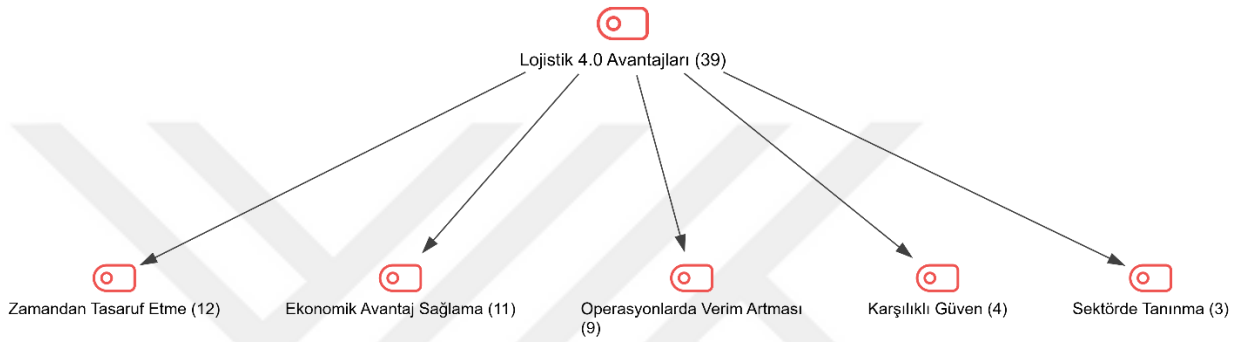 Lojistik 4.0 Avantajları (39)
Zamandan Tasaruf Etme (12)
Ekonomik Avantaj Sağlama (11)
Operasyonlarda Verim Artması
(9)
Karşılıklı Güven (4)
Sektörde Tanınma (3)